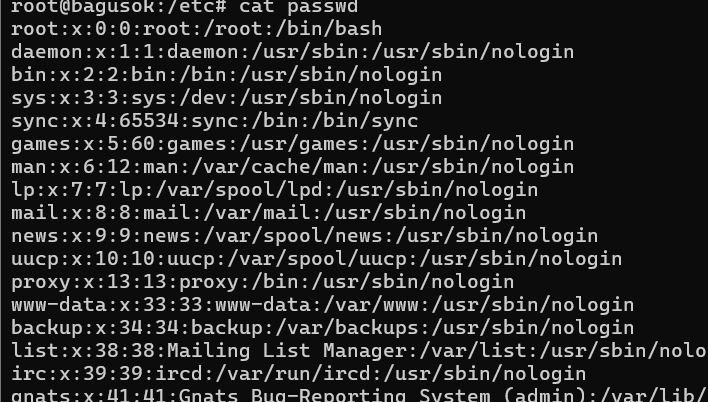 root@bagusok:/etc# cat passwd
root:x:0:0:root:/root:/bin/bash
daemon:x:1:1:daemon:/usr/sbin:/usr/sbin/nologin
bin:x:2:2:bin:/bin:/usr/sbin/nologin
sys:x:3:3:sys:/dev:/usr/sbin/nologin
sync:x:4:65534:sync:/bin:/bin/sync
games:x:5:60:games:/usr/games:/usr/sbin/nologin
man:x:6:12:man:/var/cache/man:/usr/sbin/nologin
lp:x:7:7:lp:/var/spool/lpd:/usr/sbin/nologin
mail:x:8:8:mail:/var/mail:/usr/sbin/nologin
news:x:9:9:news:/var/spool/news:/usr/sbin/nologin
uucp:x:10:10:uucp:/var/spool/uucp:/usr/sbin/nologin
proxy:x:13:13:proxy:/bin:/usr/sbin/nologin
www-data:x:33:33:www-data:/var/www:/usr/sbin/nologin
backup:x:34:34:backup:/var/backups:/usr/sbin/nologin
list:x:38:38:Mailing List Manager:/var/list:/usr/sbin/nolo
irc:x:39:39:ircd:/var/run/ircd:/usr/sbin/nologin
gnats:x:41:41:Gnats Bug-Reporting System (admin):/var/lib/